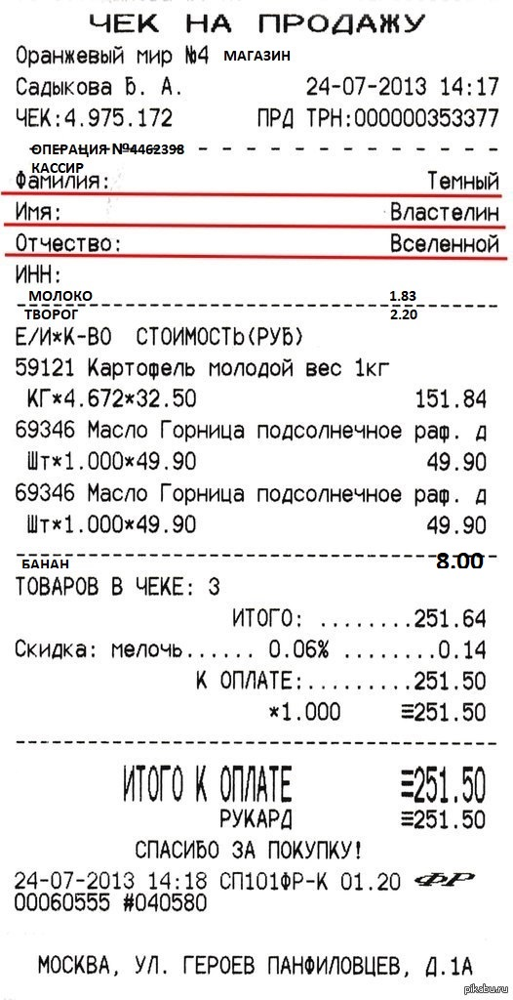 ЧЕК НА ПРОДАЖУ
Оранжевый мир №4 МАГАЗИН
Садыкова Б. А. 24-07-2013 14:17
ЧЕК:4.975.172 ПРД ТРН:000000353377
ОПЕРАЦИЯ №4462398
КАССИР
Фамилия: Темный
Имя: Властелин
Отчество: Вселенной
ИНН:
МОЛОКО 1.83
ТВОРОГ 2.20
Е/И*К-ВО СТОИМОСТЬ(РУБ)
59121 Картофель молодой вес 1кг
КГ*4.672*32.50 151.84
69346 Масло Горница подсолнечное раф. д
Шт*1.000*49.90 49.90
69346 Масло Горница подсолнечное раф. д
Шт*1.000*49.90 49.90
БАНАН 8.00
ТОВАРОВ В ЧЕКЕ: 3
ИТОГО: ........251.64
Скидка: мелочь...... 0.06% ........0.14
К ОПЛАТЕ:.........251.50
*1.000 ≡251.50
ИТОГО К ОПЛАТЕ ≡251.50
РУКАРД ≡251.50
СПАСИБО ЗА ПОКУПКУ!
24-07-2013 14:18 СП101ФР-К 01.20 ФР
00060555 #040580
МОСКВА, УЛ. ГЕРОЕВ ПАНФИЛОВЦЕВ, Д.1А
pikabu.ru